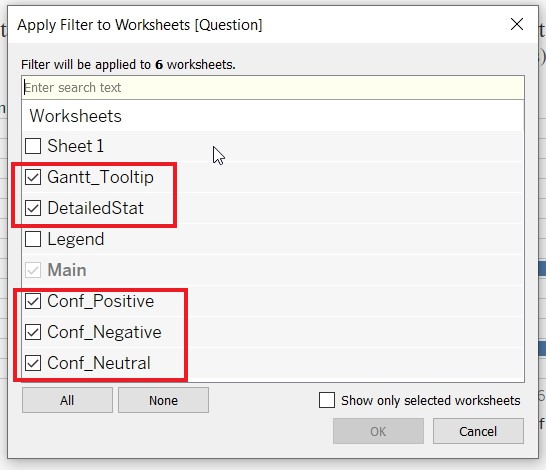 Apply Filter to Worksheets [Question]
Filter will be applied to 6 worksheets.
Enter search text
Worksheets
Sheet 1
Gantt_Tooltip
DetailedStat
Legend
Main
Conf_Positive
Conf_Negative
Conf_Neutral
All None Show only selected worksheets
OK Cancel